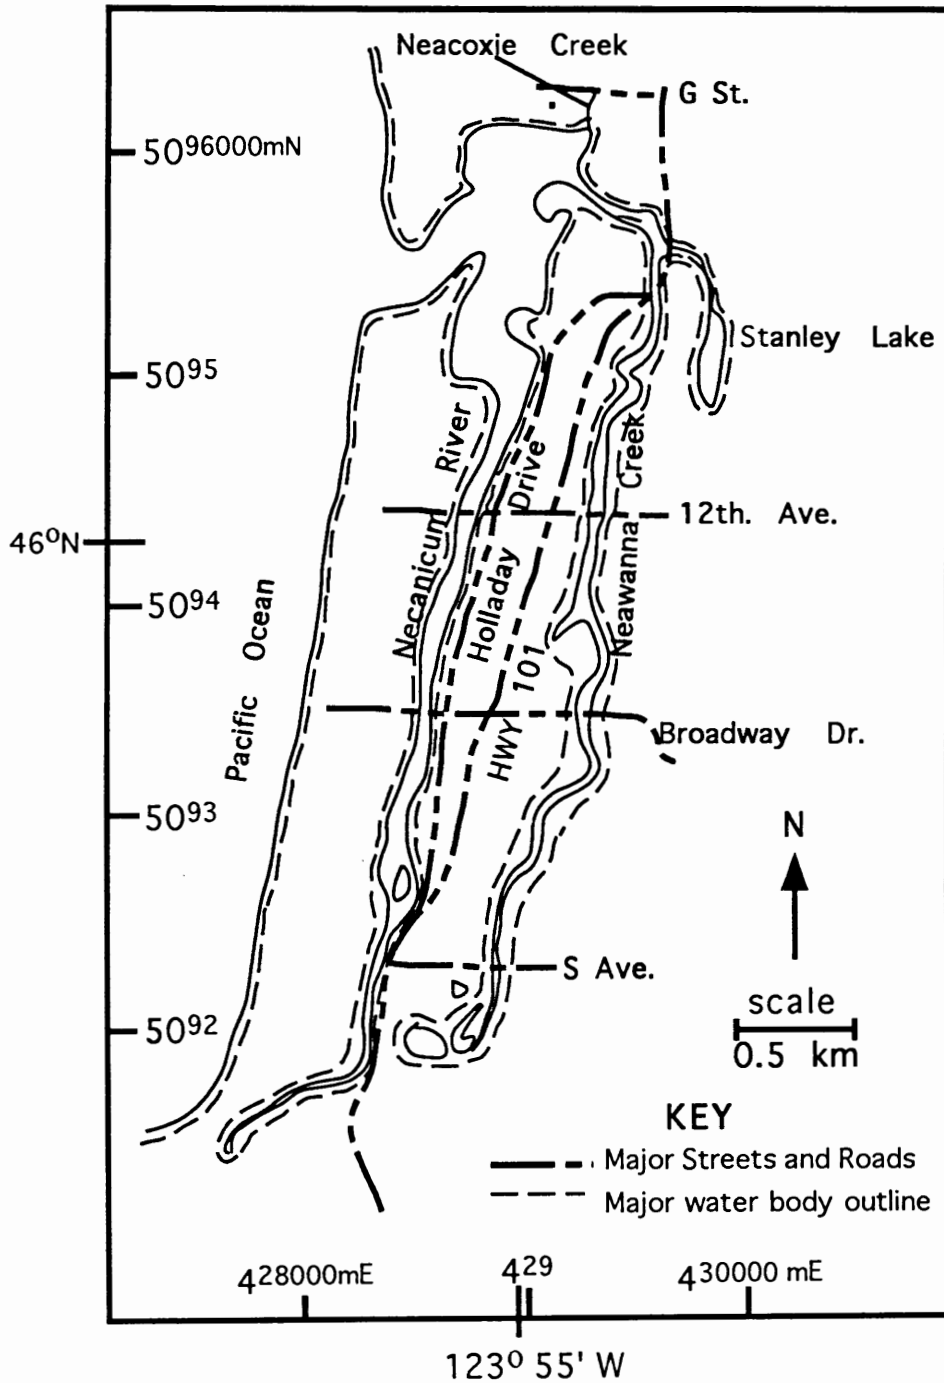 Neacoxie Creek
G St.
5096000mN
Stanley Lake
5095
River
Necanicum
Drive
Holladay
Creek
Neawanna
12th. Ave.
46°N
5094
Pacific Ocean
HWY 101
Broadway Dr.
5093
N
S Ave.
scale
0.5 km
5092
KEY
Major Streets and Roads
Major water body outline
428000mE
429
430000 mE
123° 55' W